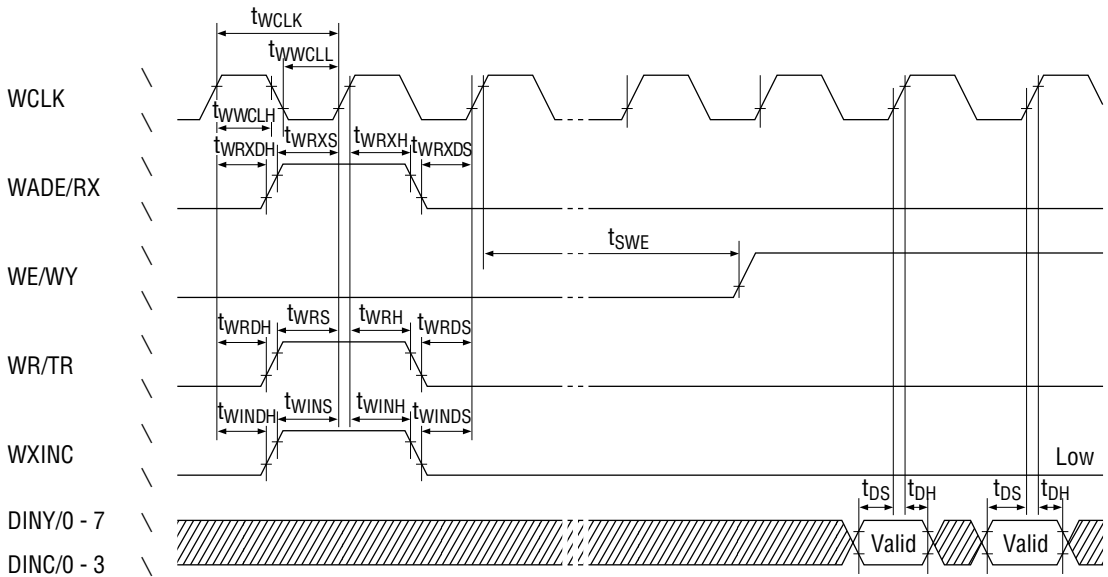 tWCLK
tWWCLL
WCLK
tWWCLH
tWRXDH tWRXS tWRXH tWRXDS
WADE/RX
tSWE
WE/WY
tWRDH tWRS tWRH tWRDS
WR/TR
tWINDH tWINS tWINH tWINDS
WXINC
Low
tDS tDH tDS tDH
DINY/0 - 7
Valid Valid
DINC/0 - 3